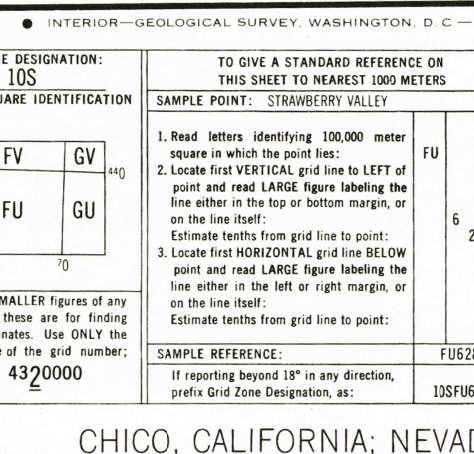 INTERIOR—GEOLOGICAL SURVEY, WASHINGTON, D. C.—
E DESIGNATION:
10S
UARE IDENTIFICATION
FV GV
440
FU GU
70
MALLER figures of any
these are for finding
nates. Use ONLY the
e of the grid number;
4320000
TO GIVE A STANDARD REFERENCE ON
THIS SHEET TO NEAREST 1000 METERS
SAMPLE POINT: STRAWBERRY VALLEY
1. Read letters identifying 100,000 meter
square in which the point lies:
FU
2. Locate first VERTICAL grid line to LEFT of
point and read LARGE figure labeling the
line either in the top or bottom margin, or
on the line itself:
6
Estimate tenths from grid line to point:
2
3. Locate first HORIZONTAL grid line BELOW
point and read LARGE figure labeling the
line either in the left or right margin, or
on the line itself:
Estimate tenths from grid line to point:
SAMPLE REFERENCE: FU628
If reporting beyond 18° in any direction,
prefix Grid Zone Designation, as:
10SFU6
CHICO, CALIFORNIA; NEVAD